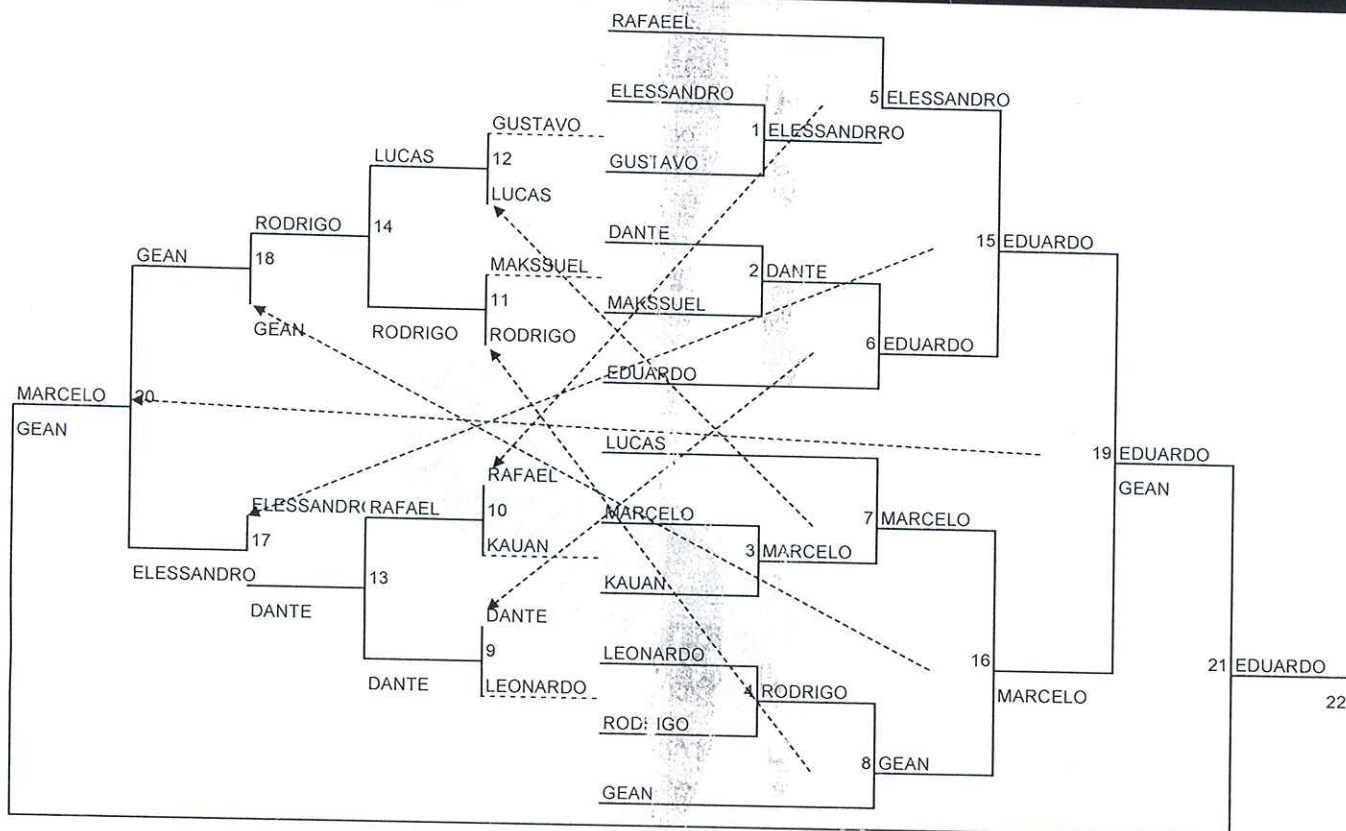 RAFAEEL
ELESSANDRO
5 ELESSANDRO
GUSTAVO
1 ELESSANDRRO
LUCAS
12
GUSTAVO
LUCAS
RODRIGO
14
DANTE
15 EDUARDO
GEAN
18
MAKSSUEL
2 DANTE
11
MAKSSUEL
GEAN
RODRIGO
RODRIGO
6 EDUARDO
EDUARDO
MARCELO
20
GEAN
LUCAS
19 EDUARDO
RAFAEL
GEAN
ELESSANDRO
RAFAEL
10
MARCELO
7 MARCELO
17
KAUAN
3 MARCELO
ELESSANDRO
13
KAUAN
DANTE
DANTE
9
LEONARDO
16
21 EDUARDO
DANTE
LEONARDO
4 RODRIGO
MARCELO
22
RODRIGO
8 GEAN
GEAN